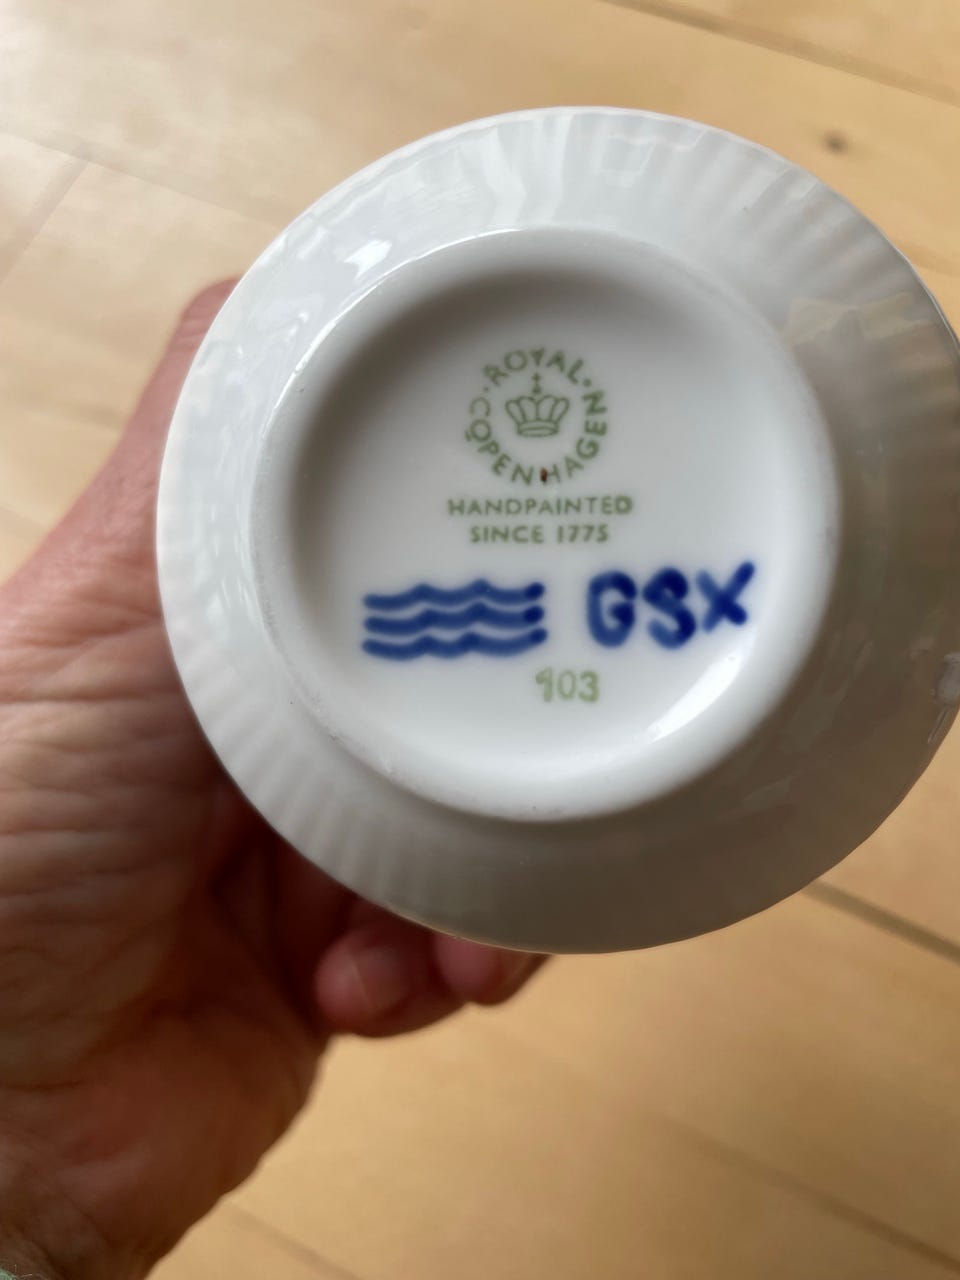 ROYAL
COPENHAGEN
HANDPAINTED
SINCE 1775
GSX
103